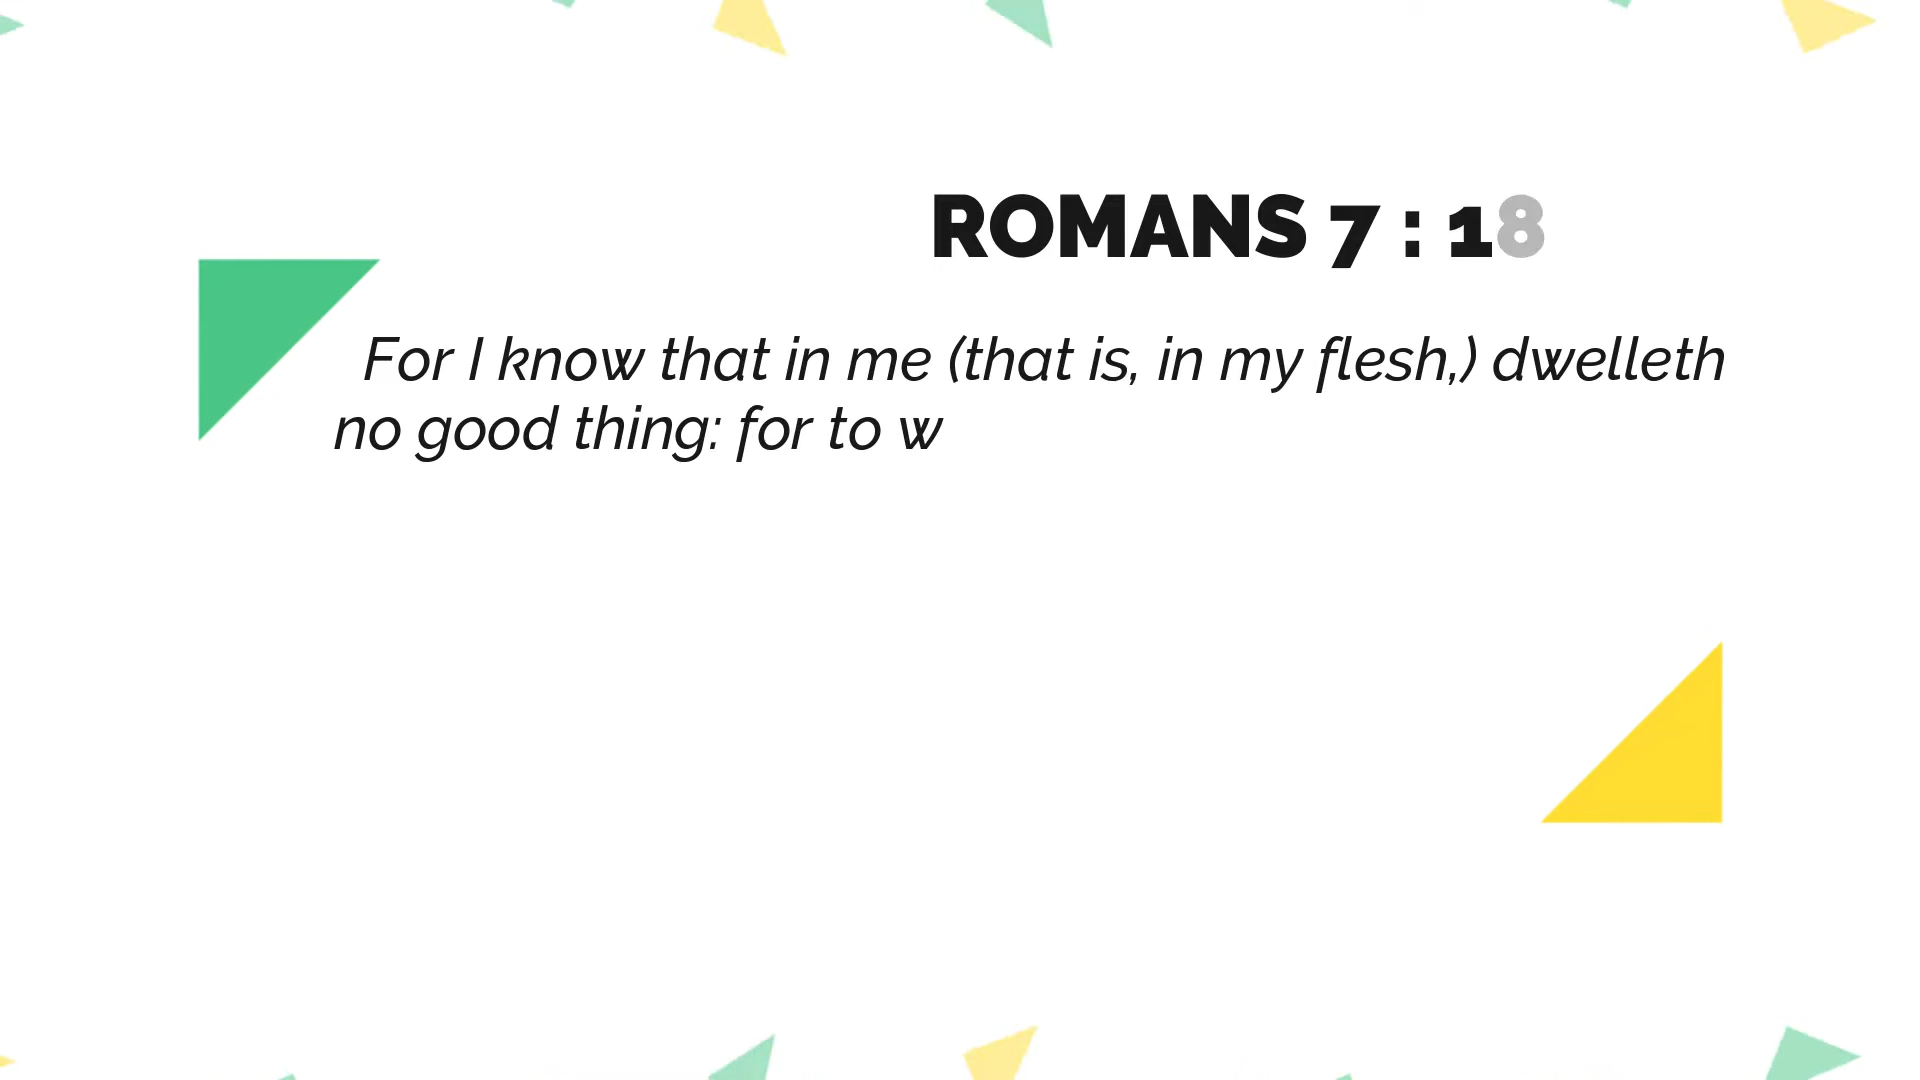 ROMANS 7 : 18
For I know that in me (that is, in my flesh,) dwelleth
no good thing: for to w